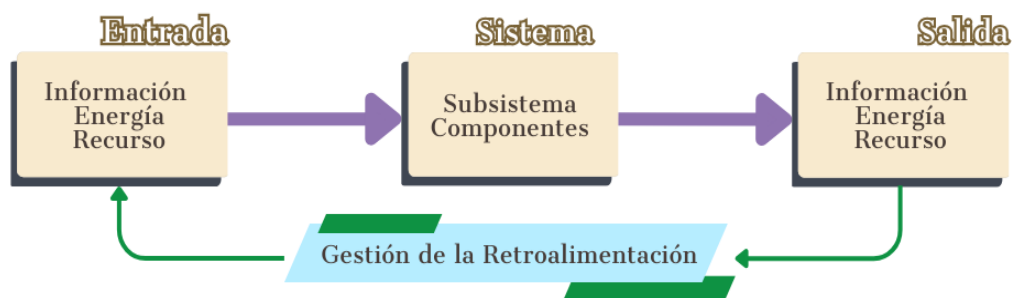 Entrada
Sistema
Salida
Información
Energía
Recurso
Subsistema
Componentes
Información
Energía
Recurso
Gestión de la Retroalimentación